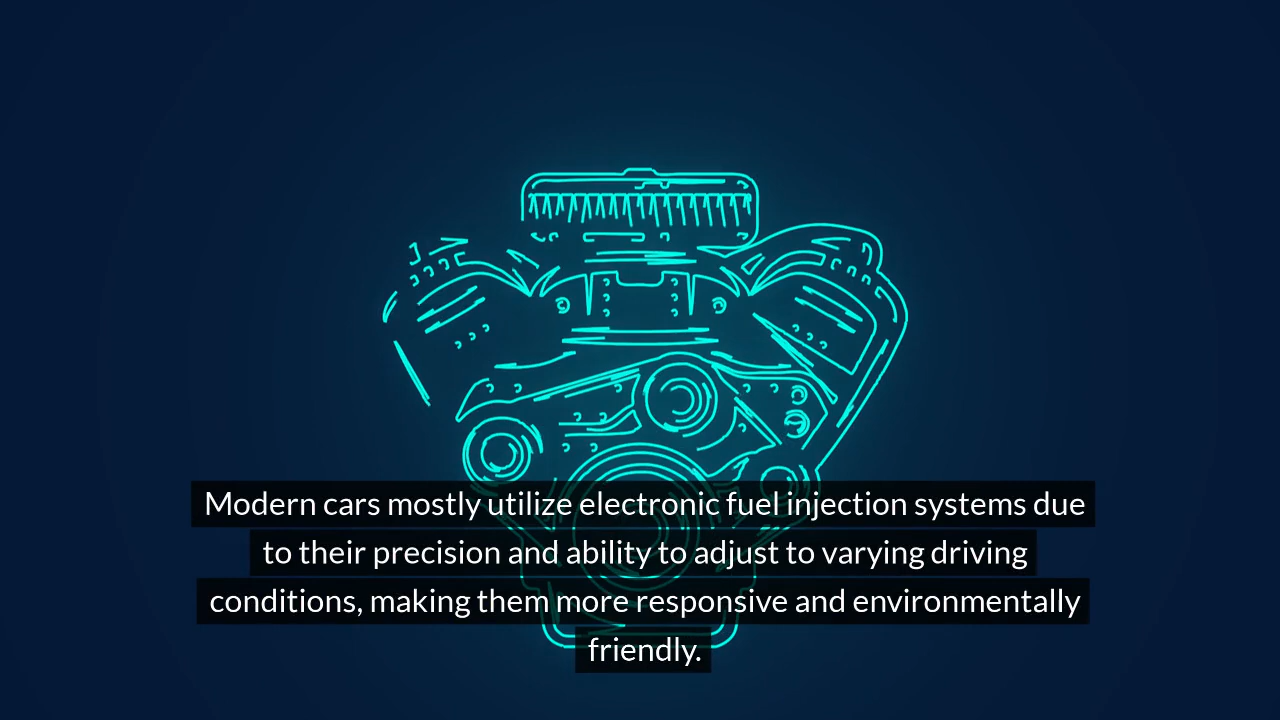 Modern cars mostly utilize electronic fuel injection systems due
to their precision and ability to adjust to varying driving
conditions, making them more responsive and environmentally
friendly.